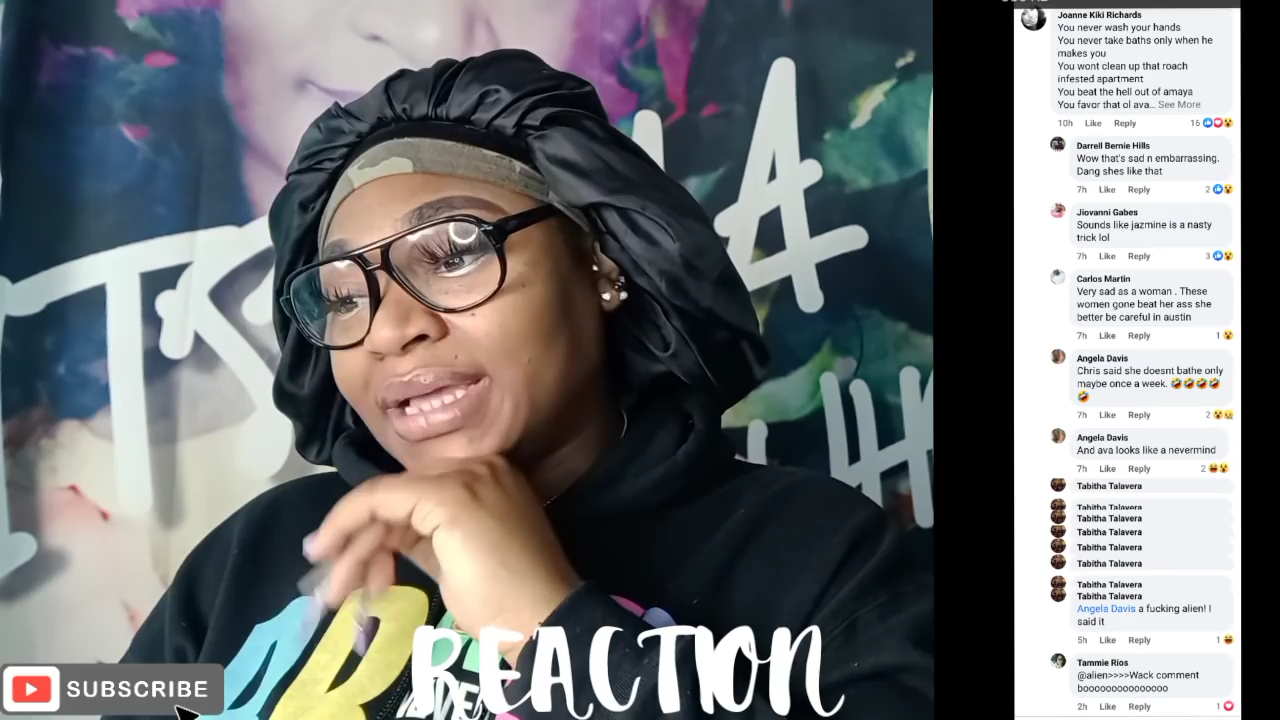 Joanne Kiki Richards
You never wash your hands
You never take baths only when he
makes you
You wont clean up that roach
infested apartment
You beat the hell out of amaya
You favor that ol ava... See More
10h Like Reply 16
Darrell Bernie Hills
Wow that's sad n embarrassing.
Dang shes like that
7h Like Reply 2
Jiovanni Gabes
Sounds like jazmine is a nasty
trick lol
7h Like Reply 3
Carlos Martin
Very sad as a woman . These
women gone beat her ass she
better be careful in austin
7h Like Reply 1
Angela Davis
Chris said she doesnt bathe only
maybe once a week. 🤣🤣🤣🤣
🤣
7h Like Reply 2
Angela Davis
And ava looks like a nevermind
7h Like Reply 2
Tabitha Talavera
Tabitha Talavera
Tabitha Talavera
Tabitha Talavera
Tabitha Talavera
Tabitha Talavera
Tabitha Talavera
Tabitha Talavera
Angela Davis a fucking alien! I
said it
5h Like Reply 1
Tammie Rios
@alien>>>>Wack comment
booooooooooooooo
2h Like Reply 1
REACTION
SUBSCRIBE